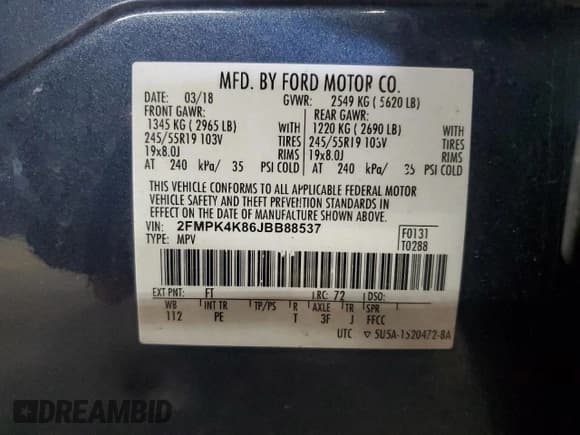 MFD. BY FORD MOTOR CO.
DATE: 03/18 GVWR: 2549 KG ( 5620 LB)
FRONT GAWR: REAR GAWR:
1345 KG ( 2965 LB) WITH 1220 KG ( 2690 LB) WITH
245/55R19 103V TIRES 245/55R19 103V TIRES
19x8.0J RIMS 19x8.0J RIMS
AT 240 kPa/ 35 PSI COLD AT 240 kPa/ 35 PSI COLD
THIS VEHICLE CONFORMS TO ALL APPLICABLE FEDERAL MOTOR
VEHICLE SAFETY AND THEFT PREVENTION STANDARDS IN
EFFECT ON THE DATE OF MANUFACTURE SHOWN ABOVE.
VIN: 2FMPK4K86JBB88537 F0131
TYPE: MPV T0288
EXT PNT: FT RC: 72 DSO:
WB INT TR TP/PS R AXLE TR SPR
112 PE T 3F J FFCC
UTC ▽ 5U5A-1520472-BA
DREAMBID